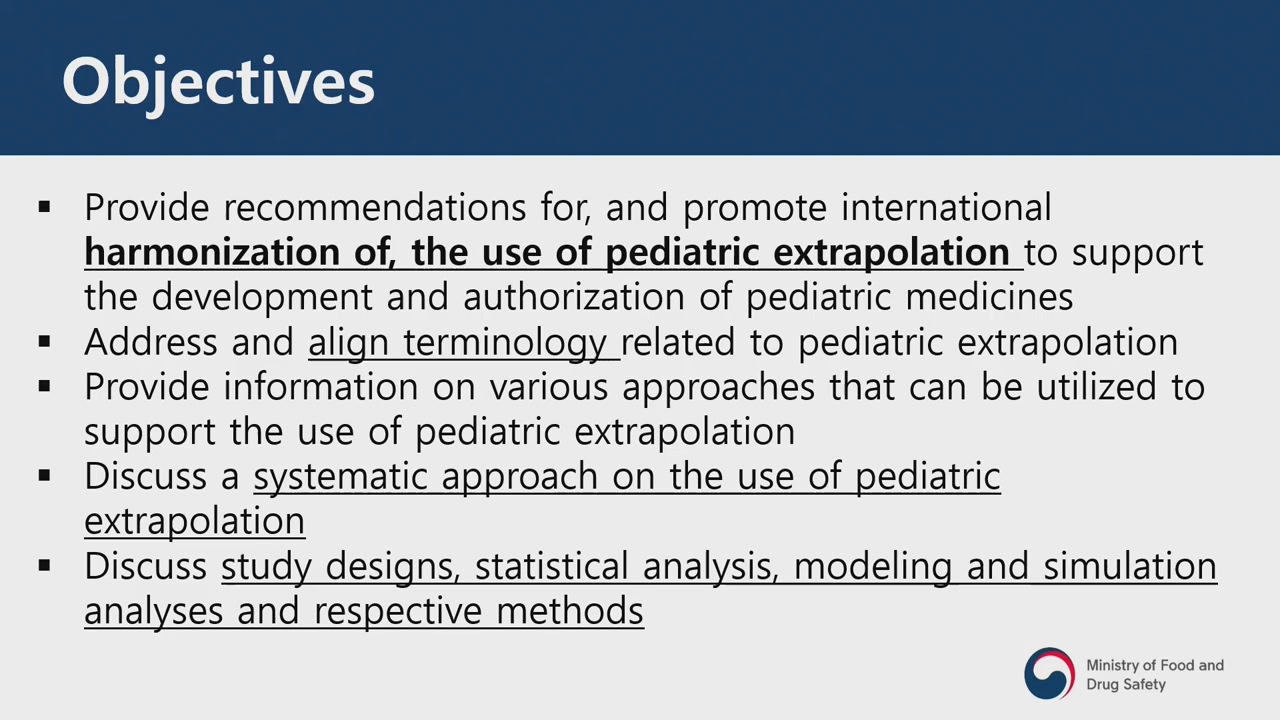 Objectives
▪ Provide recommendations for, and promote international
harmonization of, the use of pediatric extrapolation to support
the development and authorization of pediatric medicines
▪ Address and align terminology related to pediatric extrapolation
▪ Provide information on various approaches that can be utilized to
support the use of pediatric extrapolation
▪ Discuss a systematic approach on the use of pediatric
extrapolation
▪ Discuss study designs, statistical analysis, modeling and simulation
analyses and respective methods
Ministry of Food and
Drug Safety